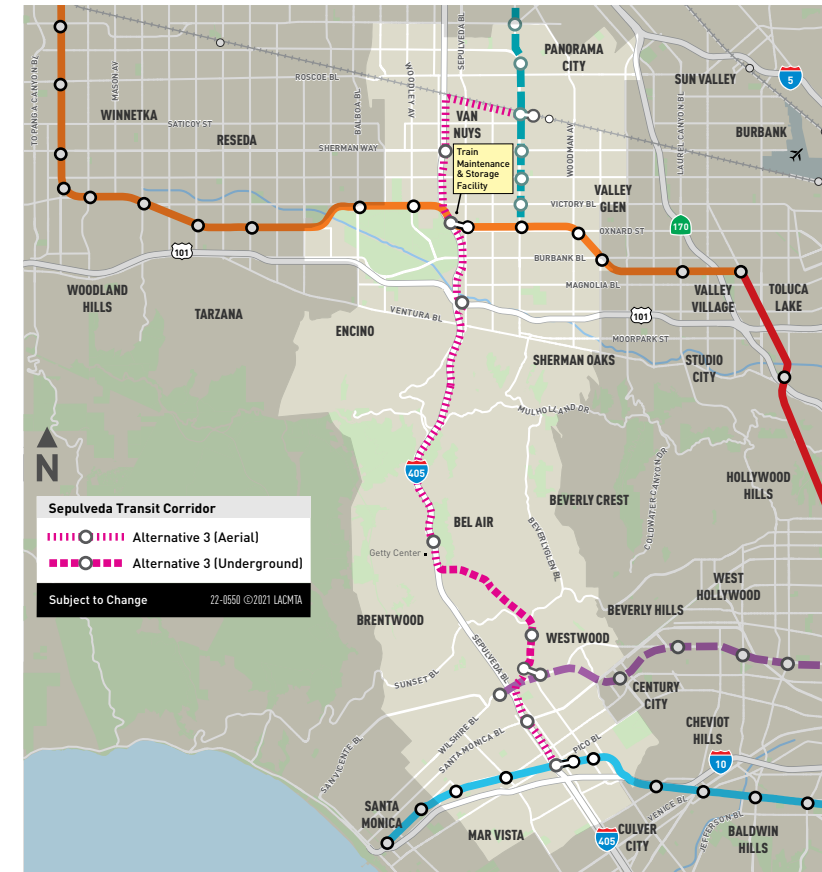 SEPULVEDA BL
PANORAMA
CITY
TOPANGA CANYON BL
MASON AV
WOODLEY AV
ROSCOE BL
BALBOA BL
SUN VALLEY
5
WINNETKA
SATICOY ST
RESEDA
VAN
NUYS
SHERMAN WAY
WOODMAN AV
LAUREL CANYON BL
BURBANK
Train
Maintenance
& Storage
Facility
VALLEY
GLEN
VICTORY BL
170
OXNARD ST
101
BURBANK BL
MAGNOLIA BL
WOODLAND
HILLS
TARZANA
VENTURA BL
ENCINO
VALLEY
VILLAGE
TOLUCA
LAKE
101
MOORPARK ST
SHERMAN OAKS
STUDIO
CITY
MULHOLLAND DR
N
405
COLDWATER CANYON DR
HOLLYWOOD
HILLS
BEVERLY CREST
Sepulveda Transit Corridor
Alternative 3 (Aerial)
Alternative 3 (Underground)
Subject to Change
22-0550 ©2021 LACMTA
BEL AIR
BEVERLY GLEN BL
Getty Center
WEST
HOLLYWOOD
BEVERLY HILLS
BRENTWOOD
WESTWOOD
SEPULVEDA BL
SUNSET BL
CENTURY
CITY
WILSHIRE BL
SANTA MONICA BL
PICO BL
CHEVIOT
HILLS
10
SAN VICENTE BL
SANTA
MONICA
MAR VISTA
405
CULVER
CITY
VENICE BL
JEFFERSON BL
BALDWIN
HILLS